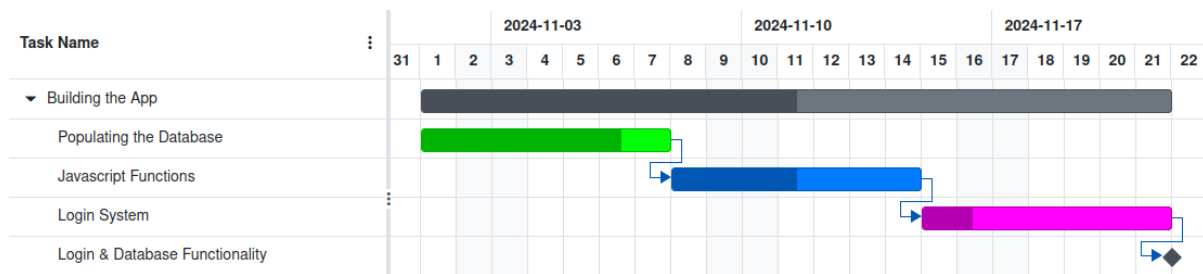 2024-11-03 2024-11-10 2024-11-17
Task Name
31 1 2 3 4 5 6 7 8 9 10 11 12 13 14 15 16 17 18 19 20 21 22
Building the App
Populating the Database
Javascript Functions
Login System
Login & Database Functionality